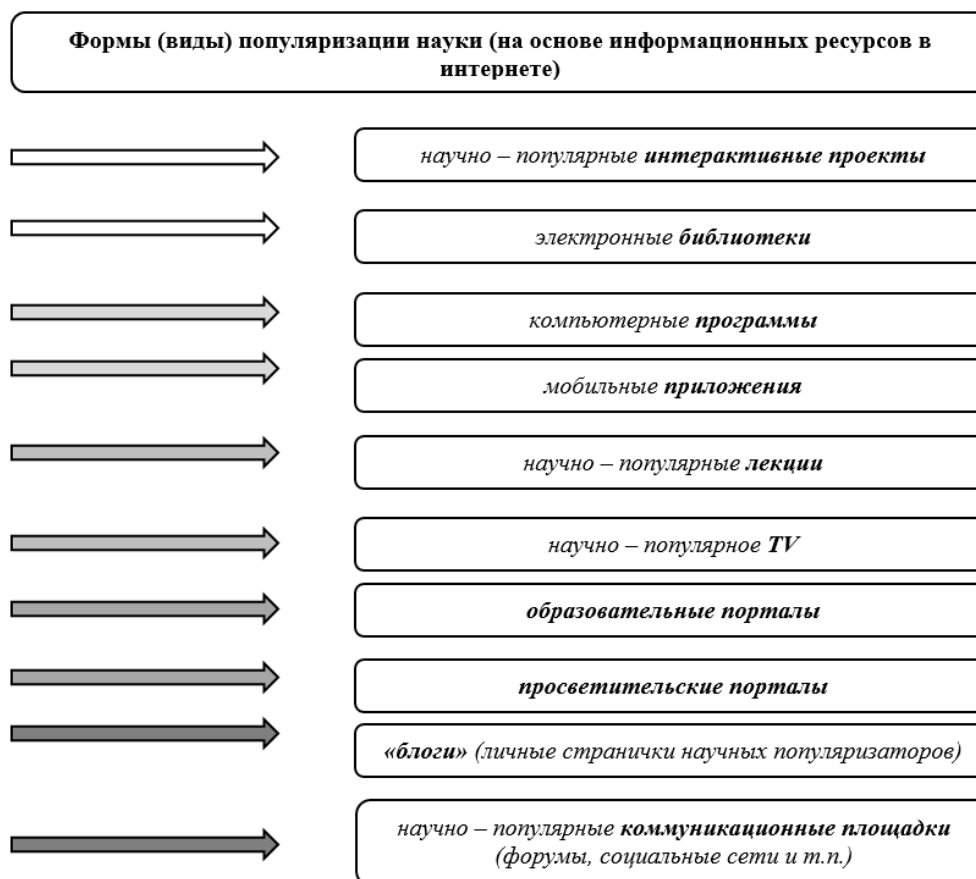 Формы (виды) популяризации науки (на основе информационных ресурсов в
интернете)
научно – популярные интерактивные проекты
электронные библиотеки
компьютерные программы
мобильные приложения
научно – популярные лекции
научно – популярное TV
образовательные порталы
просветительские порталы
«блоги» (личные странички научных популяризаторов)
научно – популярные коммуникационные площадки
(форумы, социальные сети и т.п.)